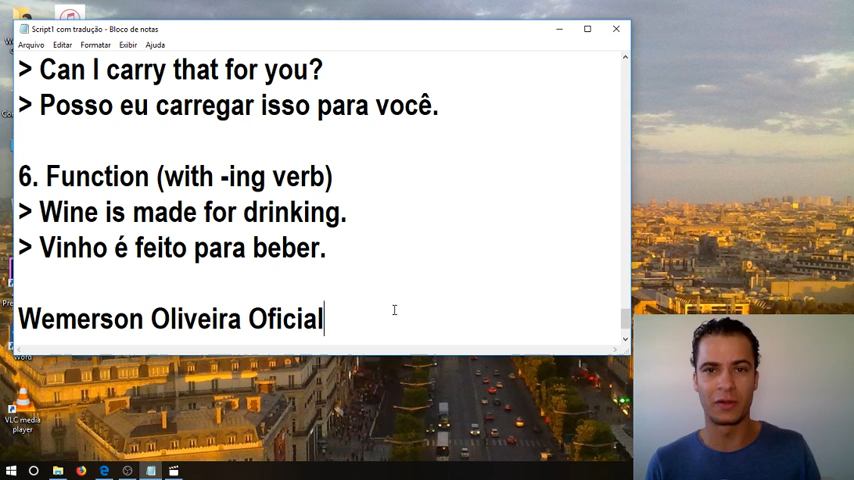 Script1 com tradução - Bloco de notas
Arquivo Editar Formatar Exibir Ajuda
> Can I carry that for you?
> Posso eu carregar isso para você.
6. Function (with -ing verb)
> Wine is made for drinking.
> Vinho é feito para beber.
Wemerson Oliveira Oficial
Word
VLC media
player